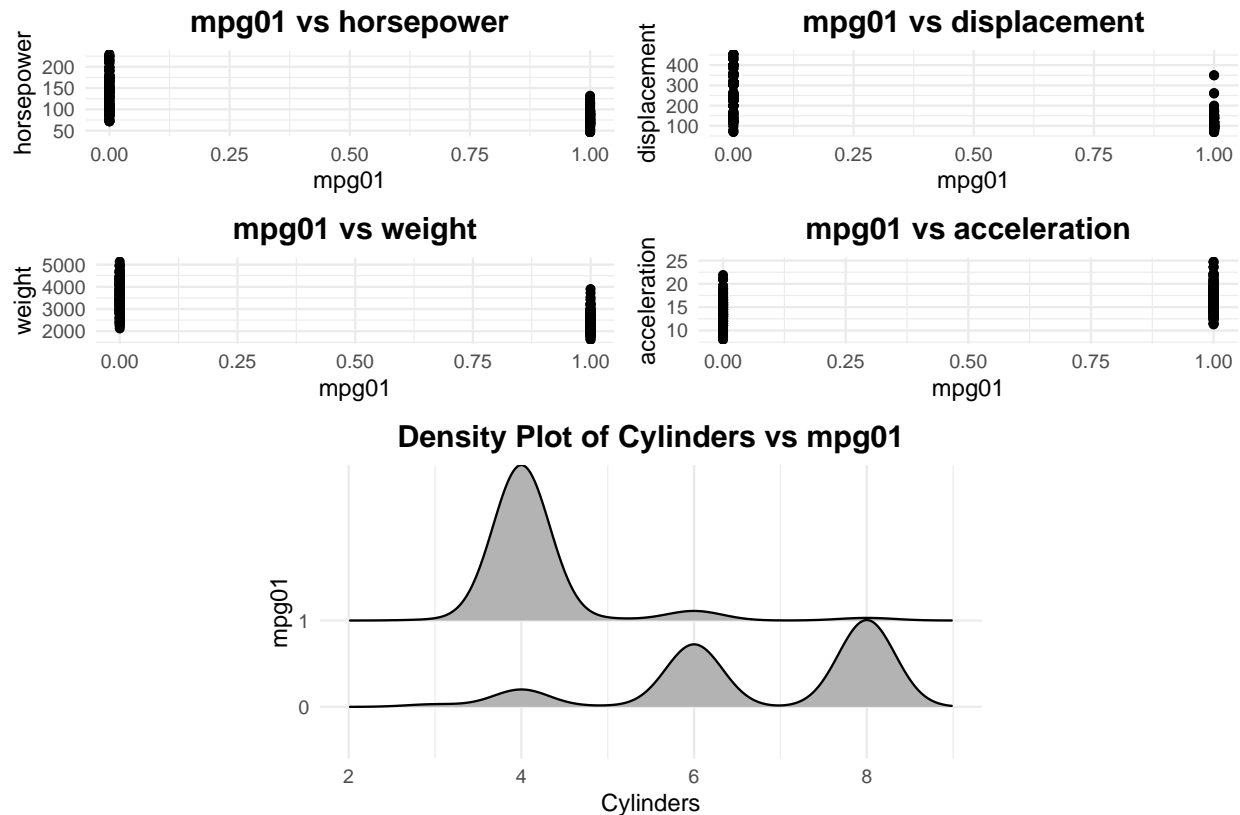 mpg01 vs horsepower
horsepower
200
150
100
50
0.00 0.25 0.50 0.75 1.00
mpg01
mpg01 vs displacement
displacement
400
300
200
100
0.00 0.25 0.50 0.75 1.00
mpg01
mpg01 vs weight
weight
5000
4000
3000
2000
0.00 0.25 0.50 0.75 1.00
mpg01
mpg01 vs acceleration
acceleration
25
20
15
10
0.00 0.25 0.50 0.75 1.00
mpg01
Density Plot of Cylinders vs mpg01
mpg01
1
0
2 4 6 8
Cylinders